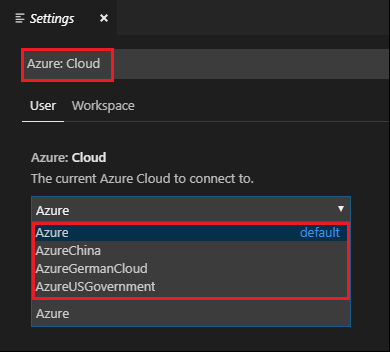 Settings
Azure: Cloud
User Workspace
Azure: Cloud
The current Azure Cloud to connect to.
Azure
Azure default
AzureChina
AzureGermanCloud
AzureUSGovernment
Azure